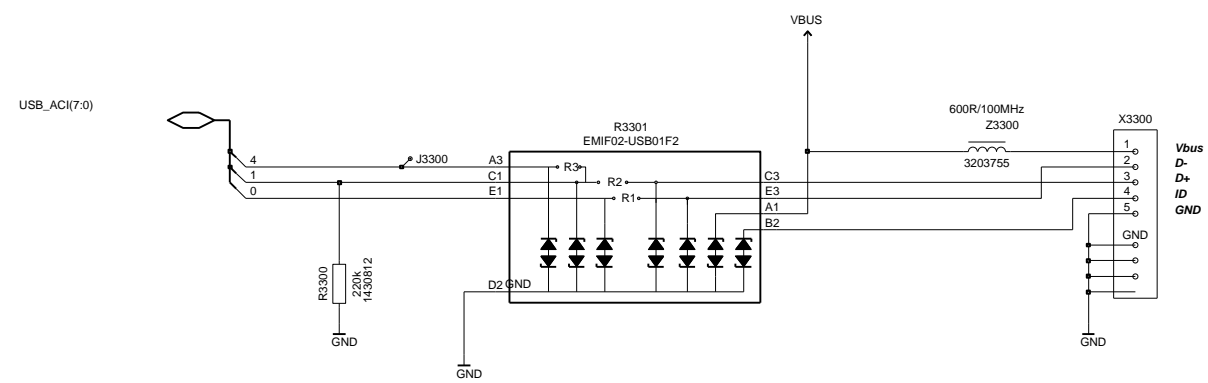 VBUS
USB_ACI(7:0)
600R/100MHz
Z3300
X3300
R3301
EMIF02-USB01F2
1
Vbus
4
J3300
A3
R3
3203755
2
D-
1
C1
R2
C3
3
D+
0
E1
R1
E3
4
ID
A1
5
GND
B2
GND
R3300
220k
1430812
D2
GND
GND
GND
GND